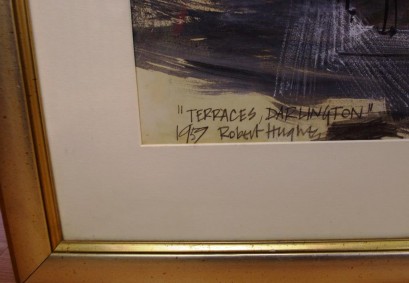 "TERRACES, DARLINGTON"
1957 Robert Hughes